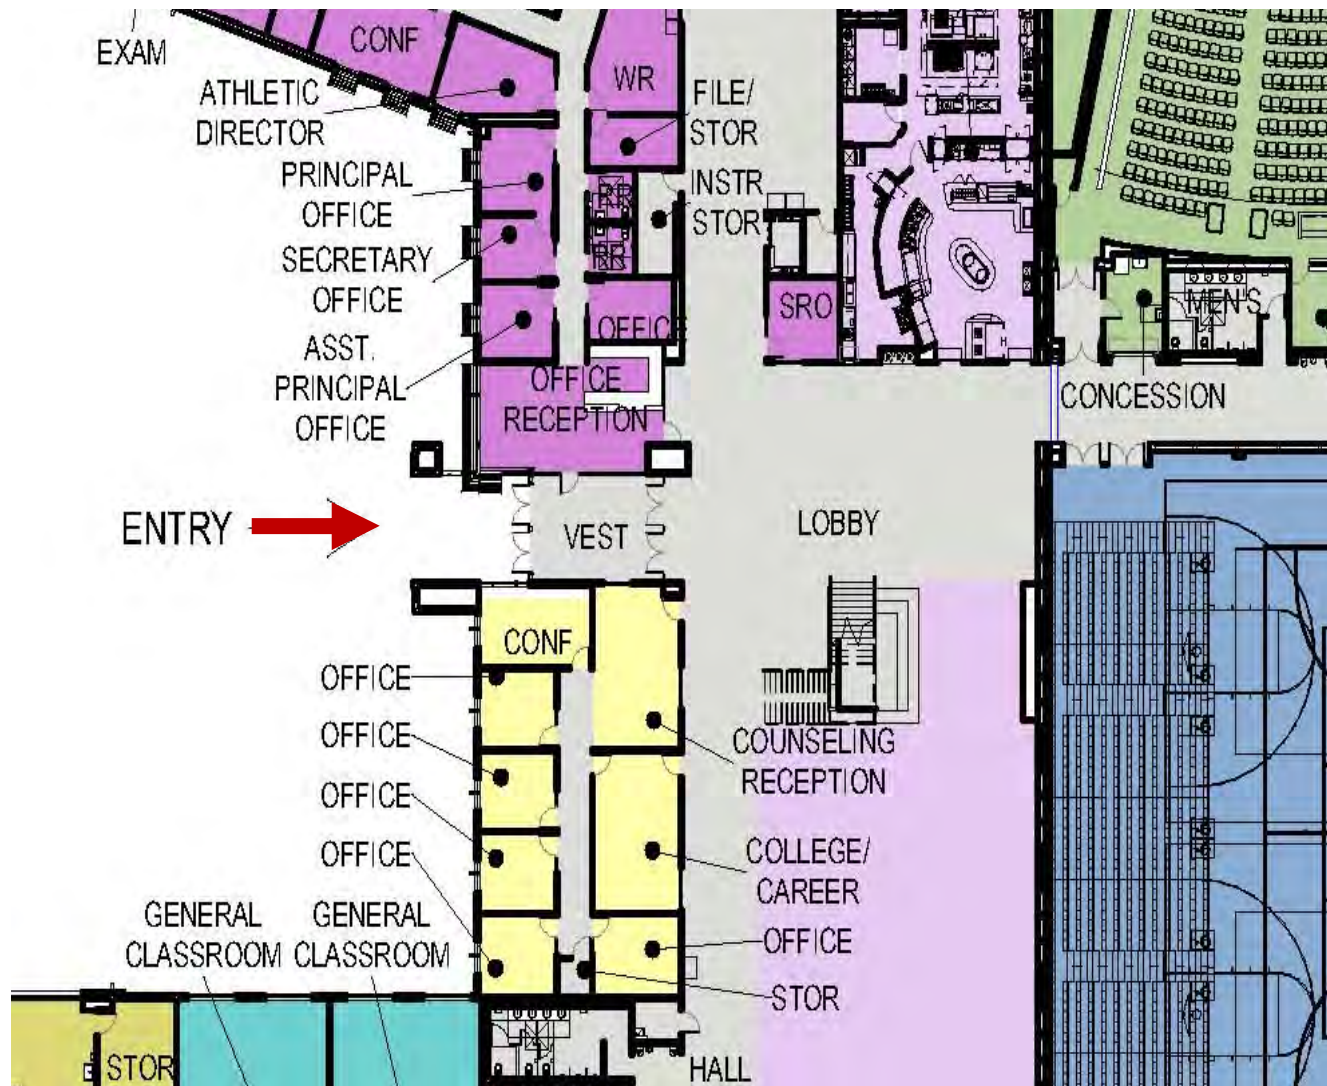 EXAM
CONF
ATHLETIC
DIRECTOR
WR
FILE/
STOR
PRINCIPAL
OFFICE
RR
INSTR
STOR
SECRETARY
OFFICE
RR
SRO
MEN'S
OFFIC
ASST.
PRINCIPAL
OFFICE
OFFICE
RECEPTION
CONCESSION
ENTRY
VEST
LOBBY
CONF
OFFICE
OFFICE
COUNSELING
RECEPTION
OFFICE
OFFICE
COLLEGE/
CAREER
GENERAL
CLASSROOM
GENERAL
CLASSROOM
OFFICE
STOR
STOR
HALL